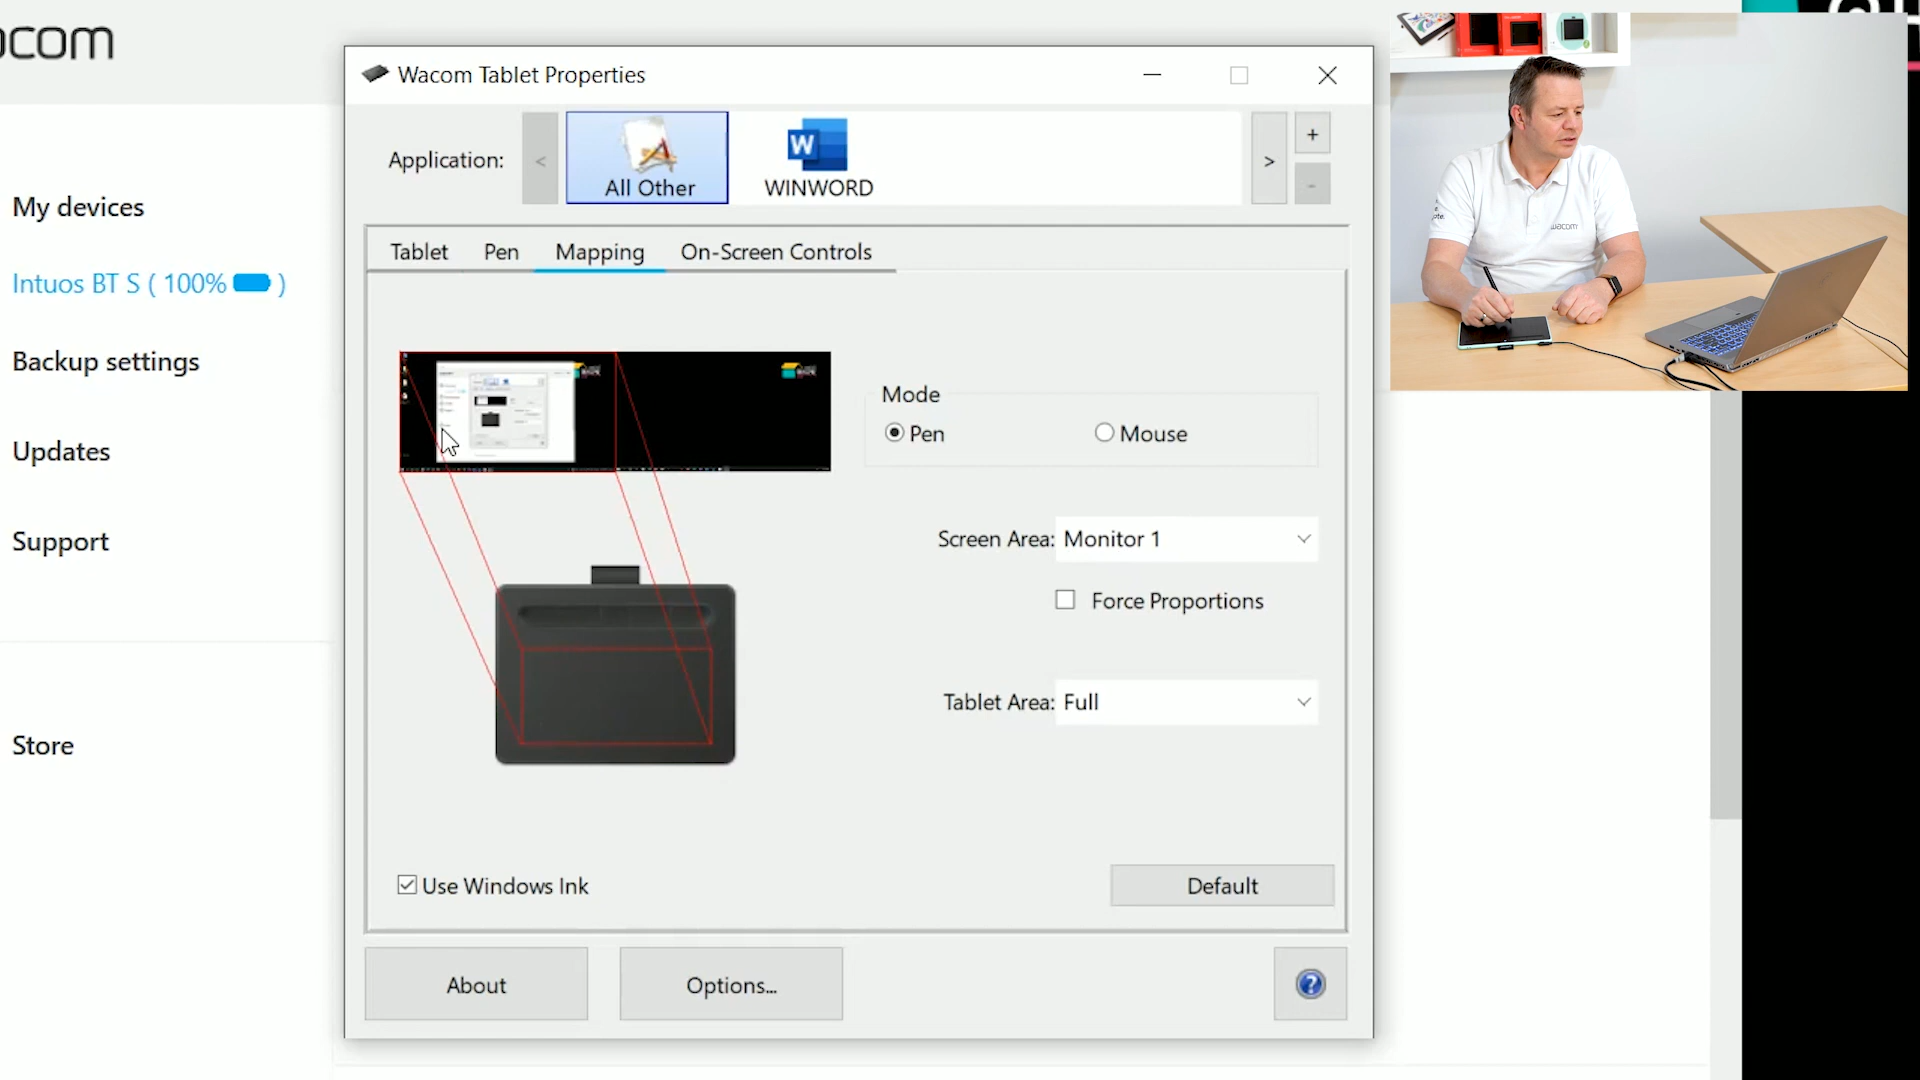 wacom
My devices
Intuos BT S ( 100% )
Backup settings
Updates
Support
Store
Wacom Tablet Properties
Application:
<
All Other
W
WINWORD
>
+
-
Tablet
Pen
Mapping
On-Screen Controls
Mode
Pen
Mouse
Screen Area: Monitor 1
Force Proportions
Tablet Area: Full
Use Windows Ink
Default
About
Options...
?
wacom